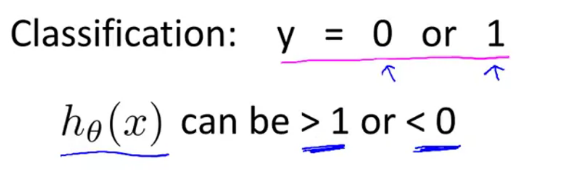 Classification: y = 0 or 1
hθ(x) can be > 1 or < 0